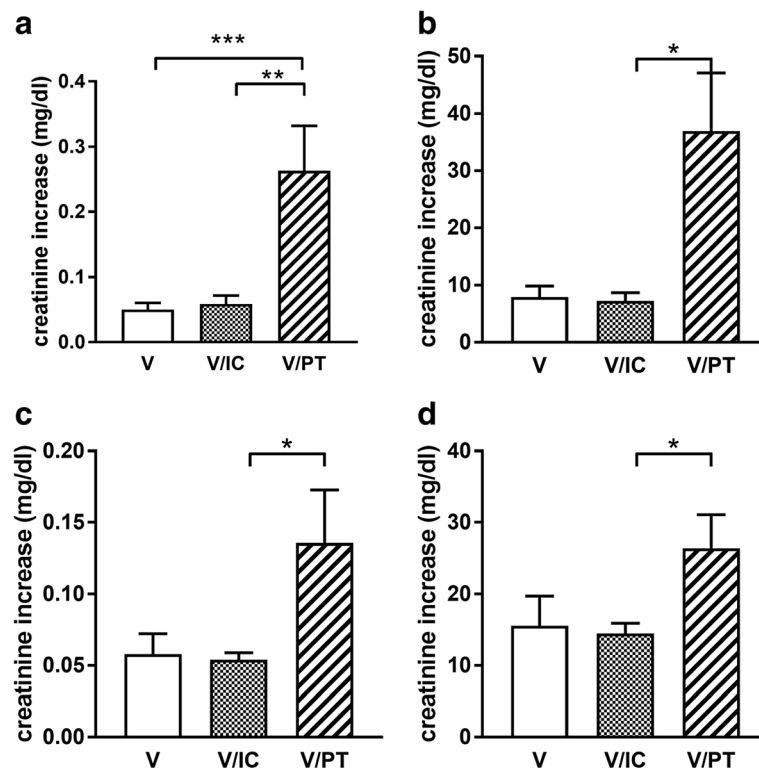 a
***
**
creatinine increase (mg/dl)
0.4
0.3
0.2
0.1
0.0
V V/IC V/PT
b
*
creatinine increase (mg/dl)
50
40
30
20
10
0
V V/IC V/PT
c
*
creatinine increase (mg/dl)
0.20
0.15
0.10
0.05
0.00
V V/IC V/PT
d
*
creatinine increase (mg/dl)
40
30
20
10
0
V V/IC V/PT